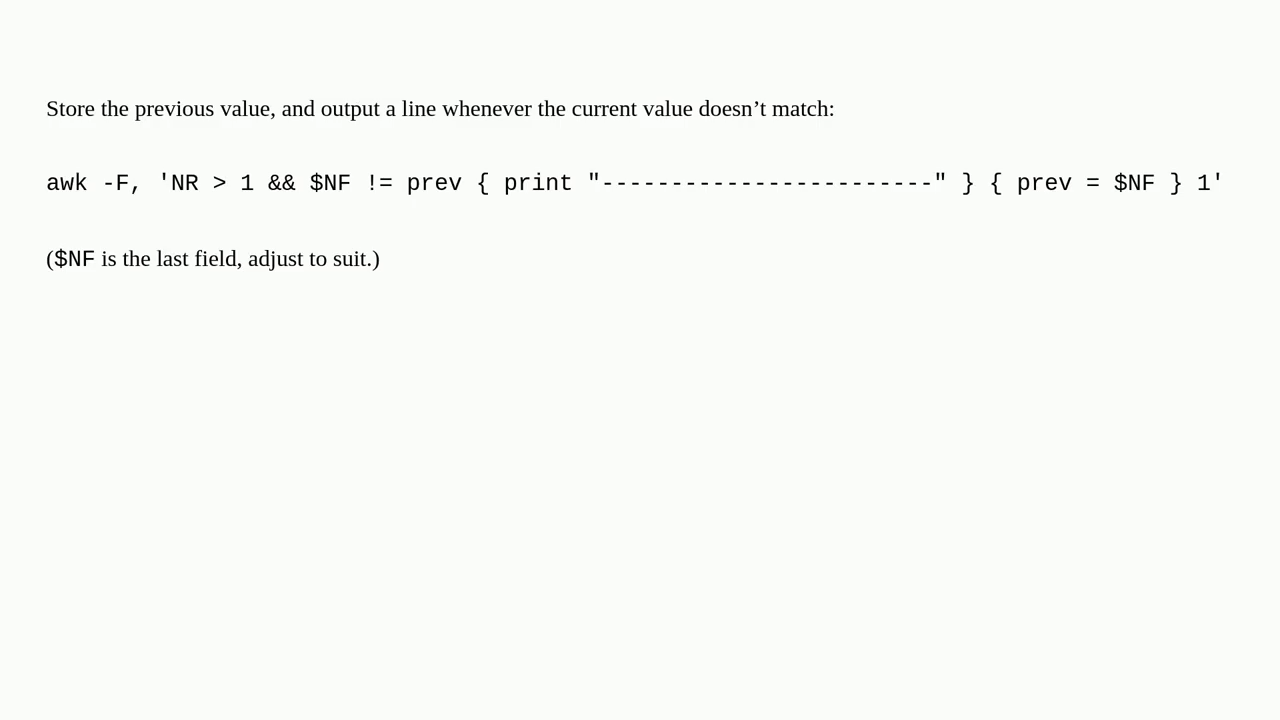 Store the previous value, and output a line whenever the current value doesn’t match:
awk -F, 'NR > 1 && $NF != prev { print "------------------------" } { prev = $NF } 1'
($NF is the last field, adjust to suit.)